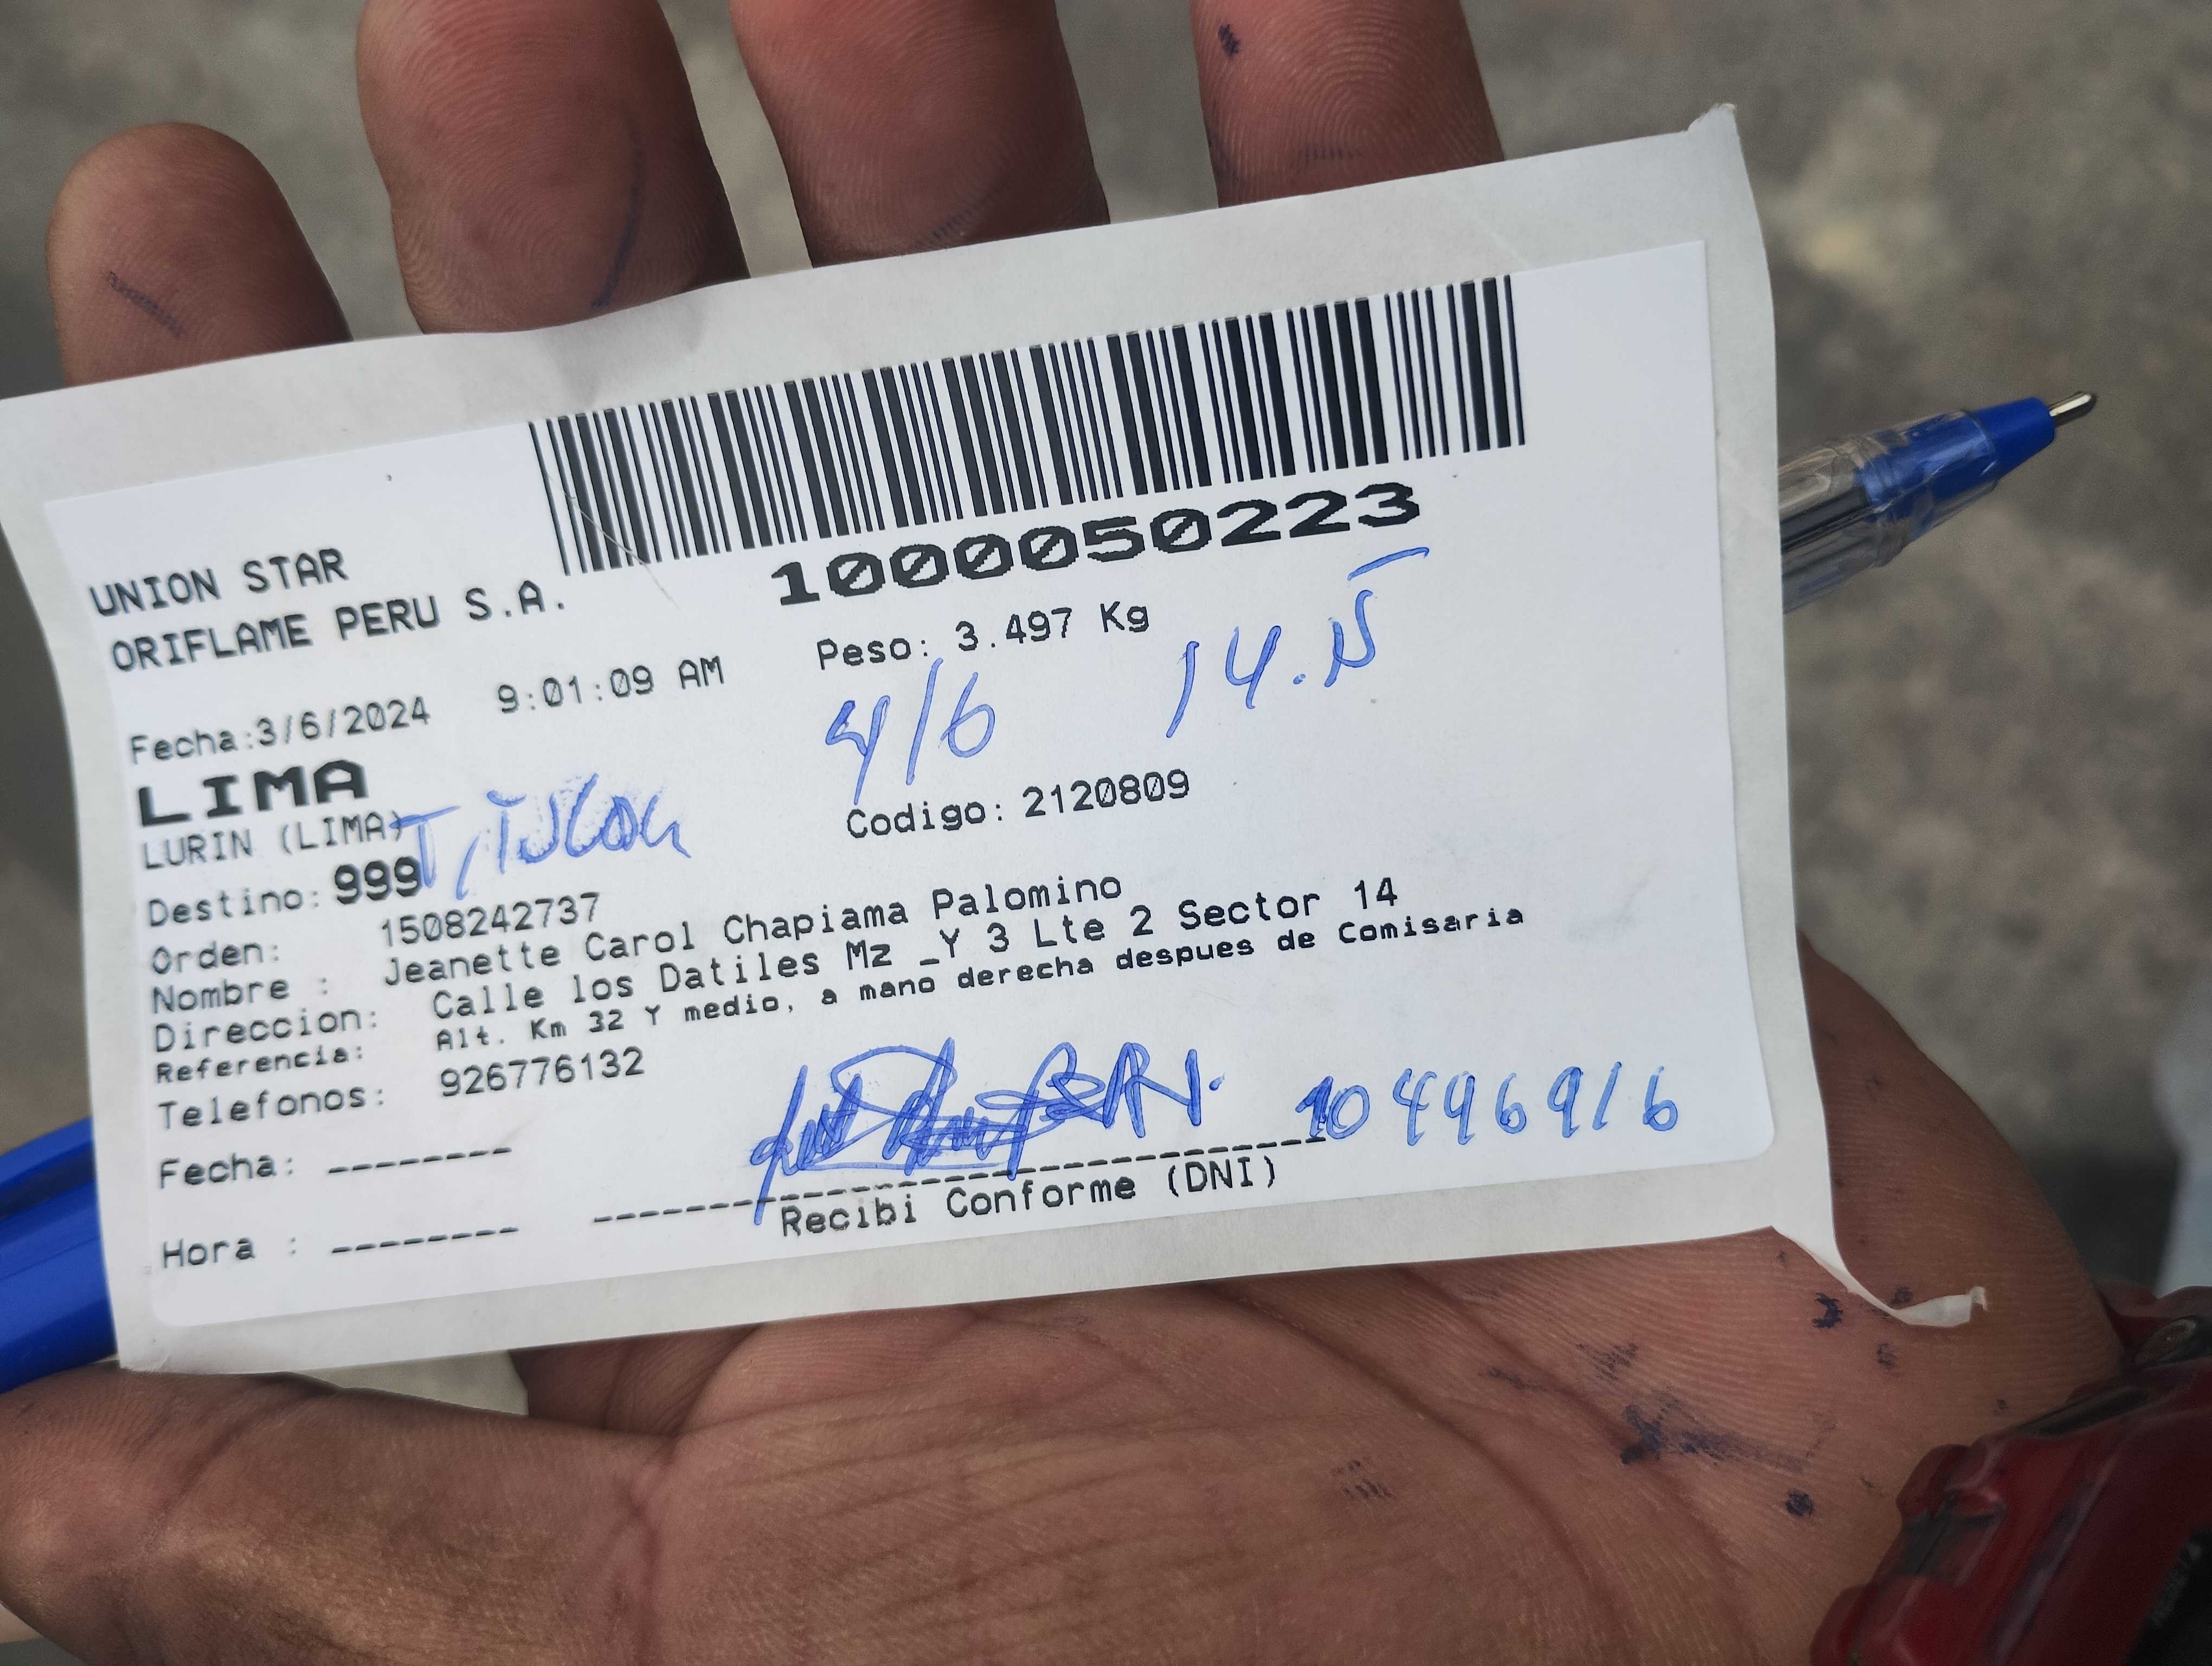 1000050223
UNION STAR
ORIFLAME PERU S.A.
Peso: 3.497 Kg
Fecha:3/6/2024 9:01:09 AM
4/6 14.15
LIMA
LURIN (LIMA)
Codigo: 2120809
Destino: 999
Orden: 1508242737
Nombre : Jeanette Carol Chapiama Palomino
Direccion: Calle los Datiles Mz _Y 3 Lte 2 Sector 14
Referencia: Alt. Km 32 Y medio, a mano derecha despues de Comisaria
Telefonos: 926776132
104496916
Fecha: --------
Recibi Conforme (DNI)
Hora : --------